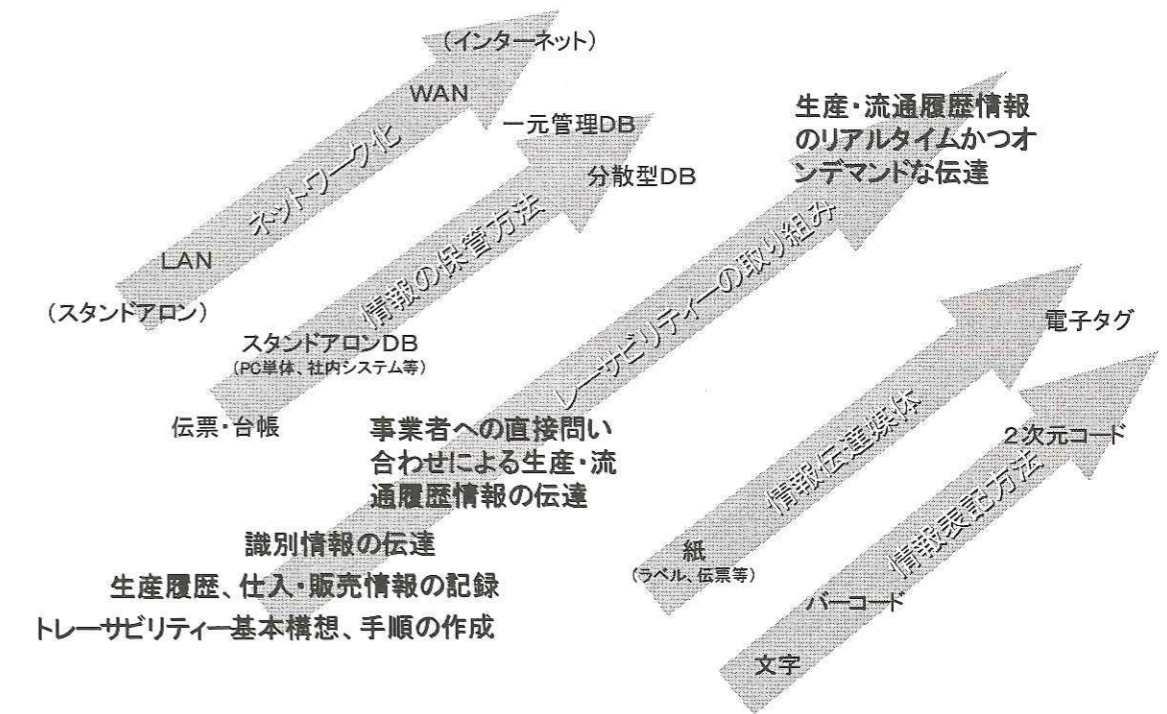 (インターネット)
WAN
ネットワーク化
LAN
(スタンドアロン)
一元管理DB
分散型DB
情報の保管方法
スタンドアロンDB
(PC単体、社内システム等)
伝票・台帳
生産・流通履歴情報
のリアルタイムかつオ
ンデマンドな伝達
レーサビリティーの取り組み
事業者への直接問い
合わせによる生産・流
通履歴情報の伝達
識別情報の伝達
生産履歴、仕入・販売情報の記録
トレーサビリティー基本構想、手順の作成
電子タグ
情報伝達媒体
紙
(ラベル、伝票等)
2次元コード
情報表記方法
バーコード
文字